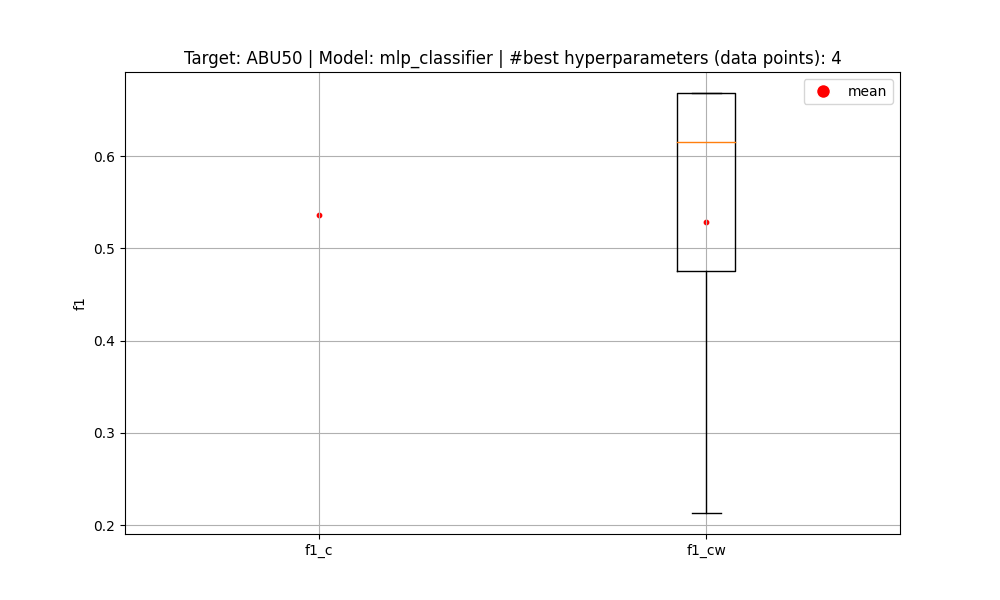 Target: ABU50 | Model: mlp_classifier | #best hyperparameters (data points): 4
mean
0.6
0.5
0.4
0.3
0.2
f1
f1_c
f1_cw